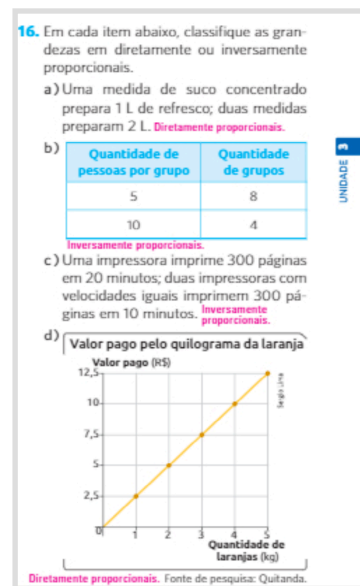 16. Em cada item abaixo, classifique as gran-
dezas em diretamente ou inversamente
proporcionais.
a) Uma medida de suco concentrado
prepara 1 L de refresco; duas medidas
preparam 2 L. Diretamente proporcionais.
b)
Quantidade de pessoas por grupo
Quantidade de grupos
5 8
10 4
Inversamente proporcionais.
c) Uma impressora imprime 300 páginas
em 20 minutos; duas impressoras com
velocidades iguais imprimem 300 pá-
ginas em 10 minutos. Inversamente
proporcionais.
d)
Valor pago pelo quilograma da laranja
Valor pago (R$)
12,5
10
7,5
5
2,5
0 1 2 3 4 5
Quantidade de
laranjas (kg)
Sergio Lima
Diretamente proporcionais. Fonte de pesquisa: Quitanda.
UNIDADE 3